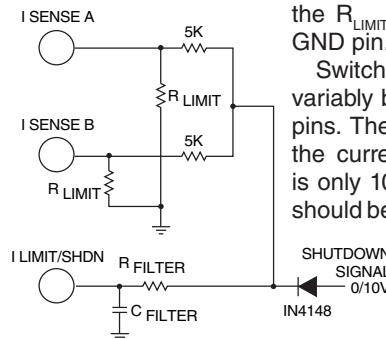 I SENSE A
5K
R LIMIT
I SENSE B
5K
R LIMIT
I LIMIT/SHDN
R FILTER
C FILTER
SHUTDOWN
SIGNAL
0/10V
IN4148
the RLIMIT
GND pin.
Switch
variably b
pins. The
the curre
is only 10
should be